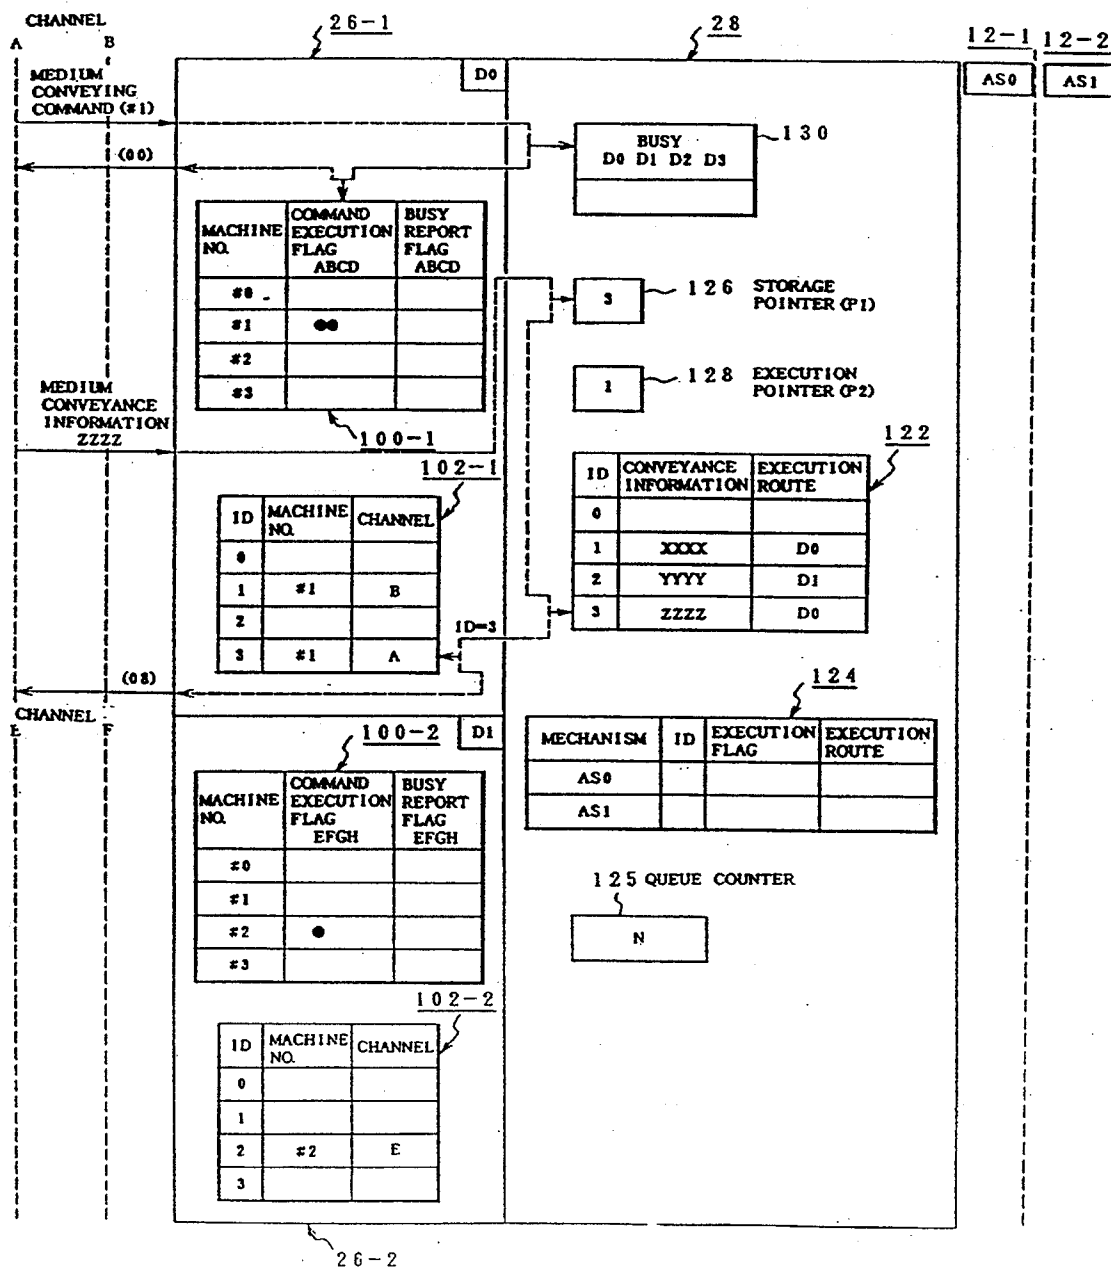 CHANNEL
A B
26-1
28
12-1 12-2
D0
AS0 AS1
MEDIUM
CONVEYING
COMMAND (#1)
(00)
BUSY
D0 D1 D2 D3
130
MACHINE NO. COMMAND EXECUTION FLAG ABCD BUSY REPORT FLAG ABCD
#0
#1 ●●
#2
#3
100-1
3
126 STORAGE
POINTER (P1)
1
128 EXECUTION
POINTER (P2)
MEDIUM
CONVEYANCE
INFORMATION
ZZZZ
102-1
ID MACHINE NO. CHANNEL
0
1 #1 B
2
3 #1 A
ID=3
(08)
122
ID CONVEYANCE INFORMATION EXECUTION ROUTE
0
1 XXXX D0
2 YYYY D1
3 ZZZZ D0
CHANNEL
E F
100-2
D1
MACHINE NO. COMMAND EXECUTION FLAG EFGH BUSY REPORT FLAG EFGH
#0
#1
#2 ●
#3
124
MECHANISM ID EXECUTION FLAG EXECUTION ROUTE
AS0
AS1
125 QUEUE COUNTER
N
102-2
ID MACHINE NO. CHANNEL
0
1
2 #2 E
3
26-2